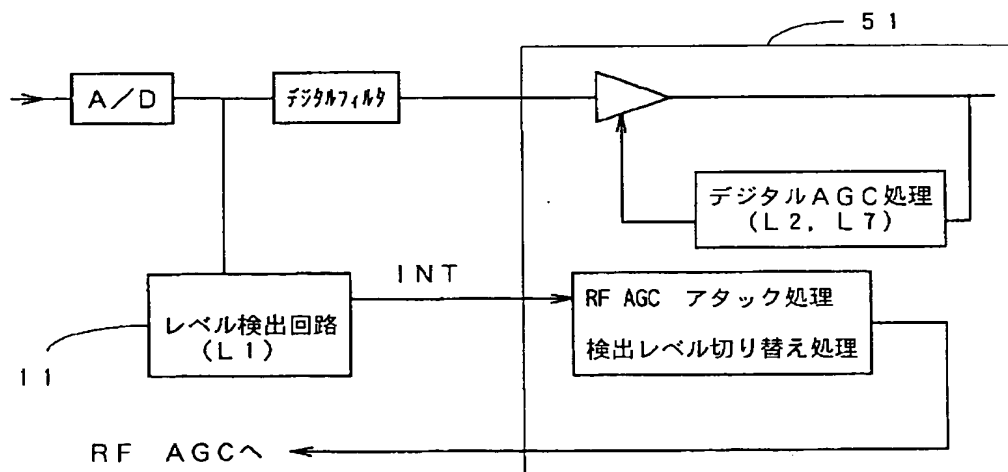 ５１
Ａ／Ｄ
デジタルフィルタ
デジタルＡＧＣ処理
（Ｌ２，Ｌ７）
ＩＮＴ
レベル検出回路
（Ｌ１）
１１
RF AGC アタック処理
検出レベル切り替え処理
ＲＦ ＡＧＣへ